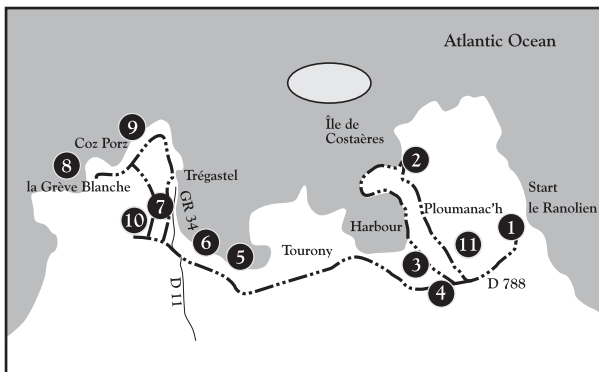 Atlantic Ocean
9
Île de
Costaères
Coz Porz
8
2
Trégastel
la Grève Blanche
Start
le Ranolien
7
GR 34
Ploumanac'h
10
1
Harbour
6
11
5
Tourony
3
D 788
4
D 11